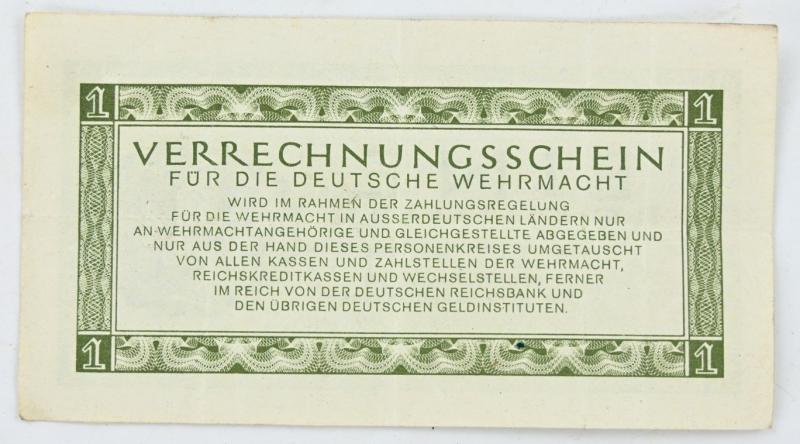 1 1
VERRECHNUNGSSCHEIN
FÜR DIE DEUTSCHE WEHRMACHT
WIRD IM RAHMEN DER ZAHLUNGSREGELUNG
FÜR DIE WEHRMACHT IN AUSSERDEUTSCHEN LÄNDERN NUR
AN WEHRMACHTANGEHÖRIGE UND GLEICHGESTELLTE ABGEGEBEN UND
NUR AUS DER HAND DIESES PERSONENKREISES UMGETAUSCHT
VON ALLEN KASSEN UND ZAHLSTELLEN DER WEHRMACHT,
REICHSKREDITKASSEN UND WECHSELSTELLEN, FERNER
IM REICH VON DER DEUTSCHEN REICHSBANK UND
DEN ÜBRIGEN DEUTSCHEN GELDINSTITUTEN.
1 1